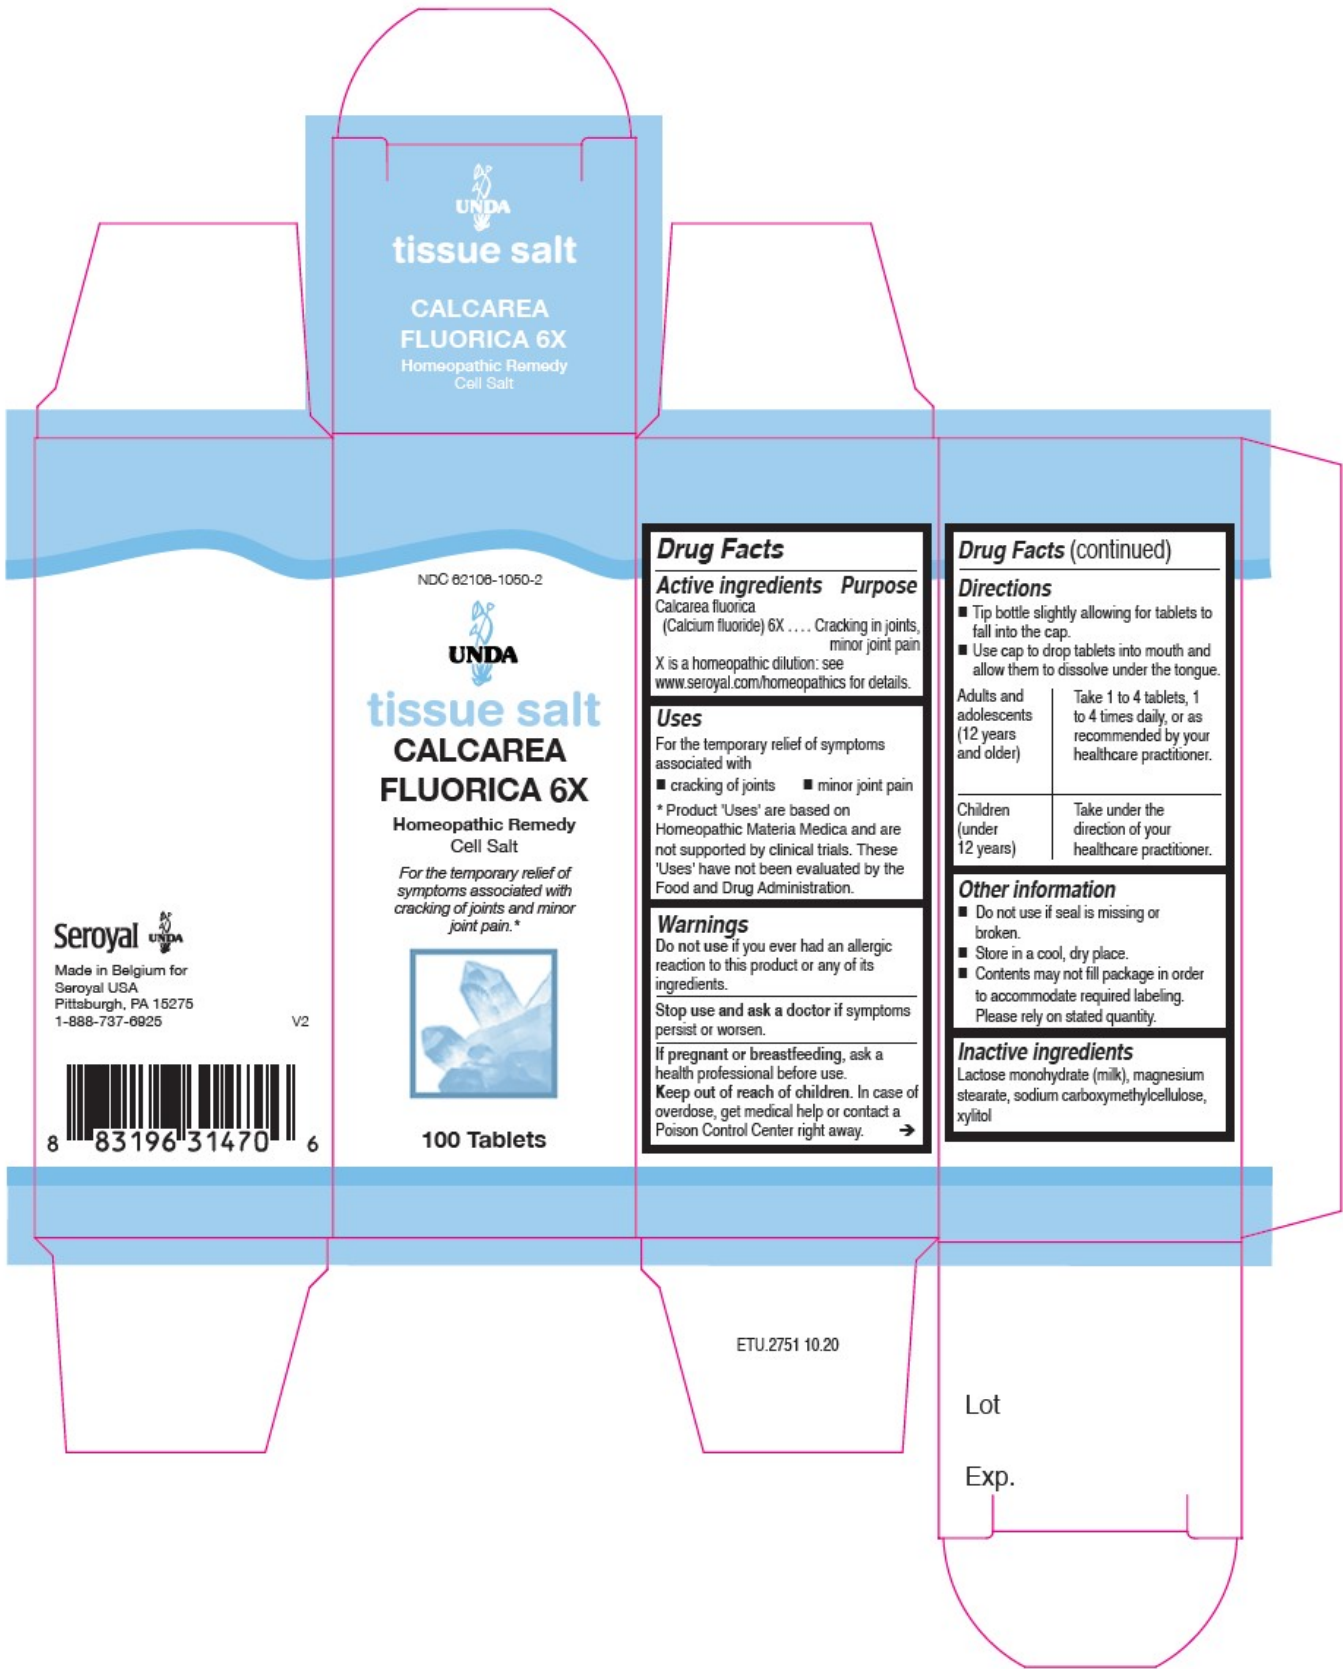 UNDA
tissue salt
CALCAREA
FLUORICA 6X
Homeopathic Remedy
Cell Salt
Seroyal UNDA
Made in Belgium for
Seroyal USA
Pittsburgh, PA 15275
1-888-737-6925 V2
8 83196 31470 6
NDC 62106-1050-2
UNDA
tissue salt
CALCAREA
FLUORICA 6X
Homeopathic Remedy
Cell Salt
For the temporary relief of
symptoms associated with
cracking of joints and minor
joint pain.*
100 Tablets
Drug Facts
Active ingredients Purpose
Calcarea fluorica
(Calcium fluoride) 6X .... Cracking in joints,
minor joint pain
X is a homeopathic dilution: see
www.seroyal.com/homeopathics for details.
Uses
For the temporary relief of symptoms
associated with
■ cracking of joints ■ minor joint pain
* Product 'Uses' are based on
Homeopathic Materia Medica and are
not supported by clinical trials. These
'Uses' have not been evaluated by the
Food and Drug Administration.
Warnings
Do not use if you ever had an allergic
reaction to this product or any of its
ingredients.
Stop use and ask a doctor if symptoms
persist or worsen.
If pregnant or breastfeeding, ask a
health professional before use.
Keep out of reach of children. In case of
overdose, get medical help or contact a
Poison Control Center right away. →
Drug Facts (continued)
Directions
■ Tip bottle slightly allowing for tablets to
fall into the cap.
■ Use cap to drop tablets into mouth and
allow them to dissolve under the tongue.
Adults and Take 1 to 4 tablets, 1
adolescents to 4 times daily, or as
(12 years recommended by your
and older) healthcare practitioner.
Children Take under the
(under direction of your
12 years) healthcare practitioner.
Other information
■ Do not use if seal is missing or
broken.
■ Store in a cool, dry place.
■ Contents may not fill package in order
to accommodate required labeling.
Please rely on stated quantity.
Inactive ingredients
Lactose monohydrate (milk), magnesium
stearate, sodium carboxymethylcellulose,
xylitol
ETU.2751 10.20
Lot
Exp.